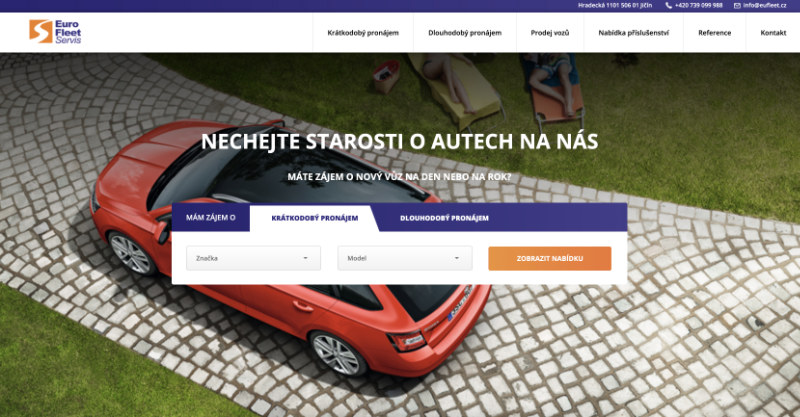 Hradecká 1101 506 01 Jičín
+420 739 099 988
info@eufleet.cz
Euro
Fleet
Servis
Krátkodobý pronájem
Dlouhodobý pronájem
Prodej vozů
Nabídka příslušenství
Reference
Kontakt
NECHEJTE STAROSTI O AUTECH NA NÁS
MÁTE ZÁJEM O NOVÝ VŮZ NA DEN NEBO NA ROK?
MÁM ZÁJEM O
KRÁTKODOBÝ PRONÁJEM
DLOUHODOBÝ PRONÁJEM
Značka
Model
ZOBRAZIT NABÍDKU